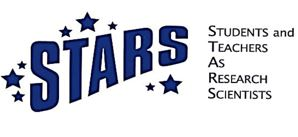 STARS
STUDENTS and
TEACHERS
AS
RESEARCH
SCIENTISTS